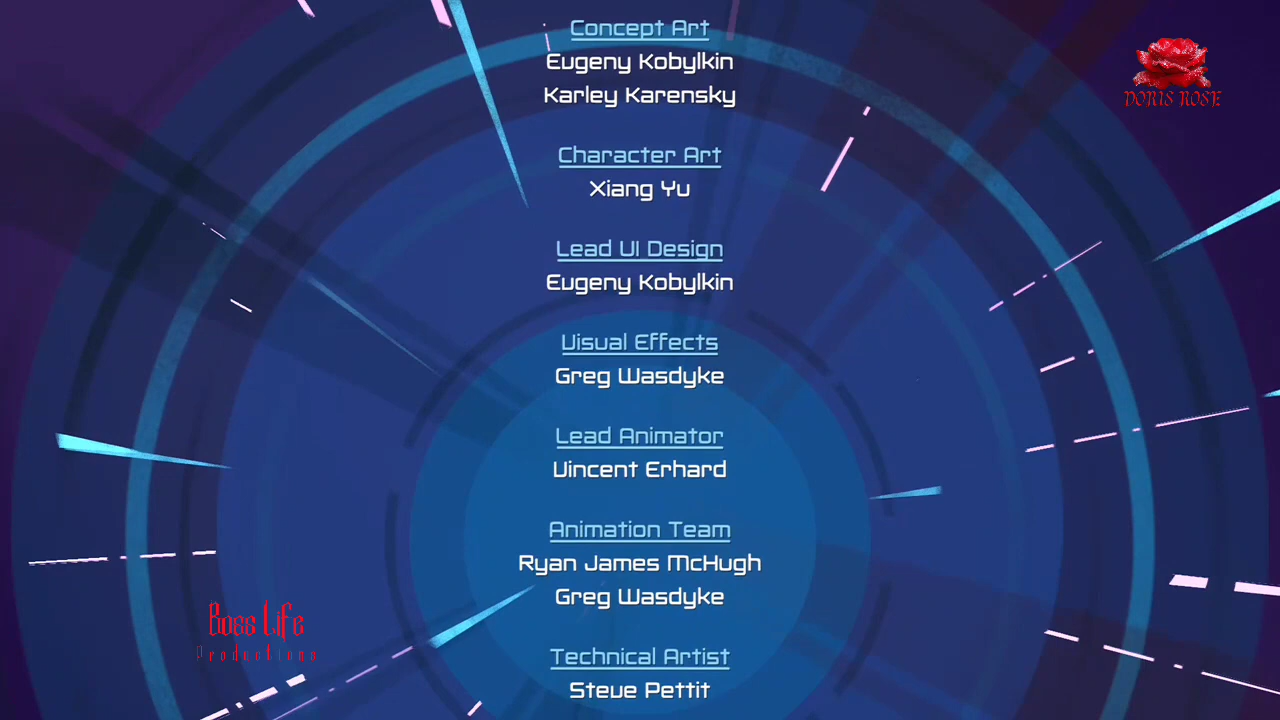 Concept Art
Eugeny Kobylkin
Karley Karensky
DORIS ROSE
Character Art
Xiang Yu
Lead UI Design
Eugeny Kobylkin
Visual Effects
Greg Wasdyke
Lead Animator
Vincent Erhard
Animation Team
Ryan James McHugh
Greg Wasdyke
Boss Life
Productions
Technical Artist
Steve Pettit